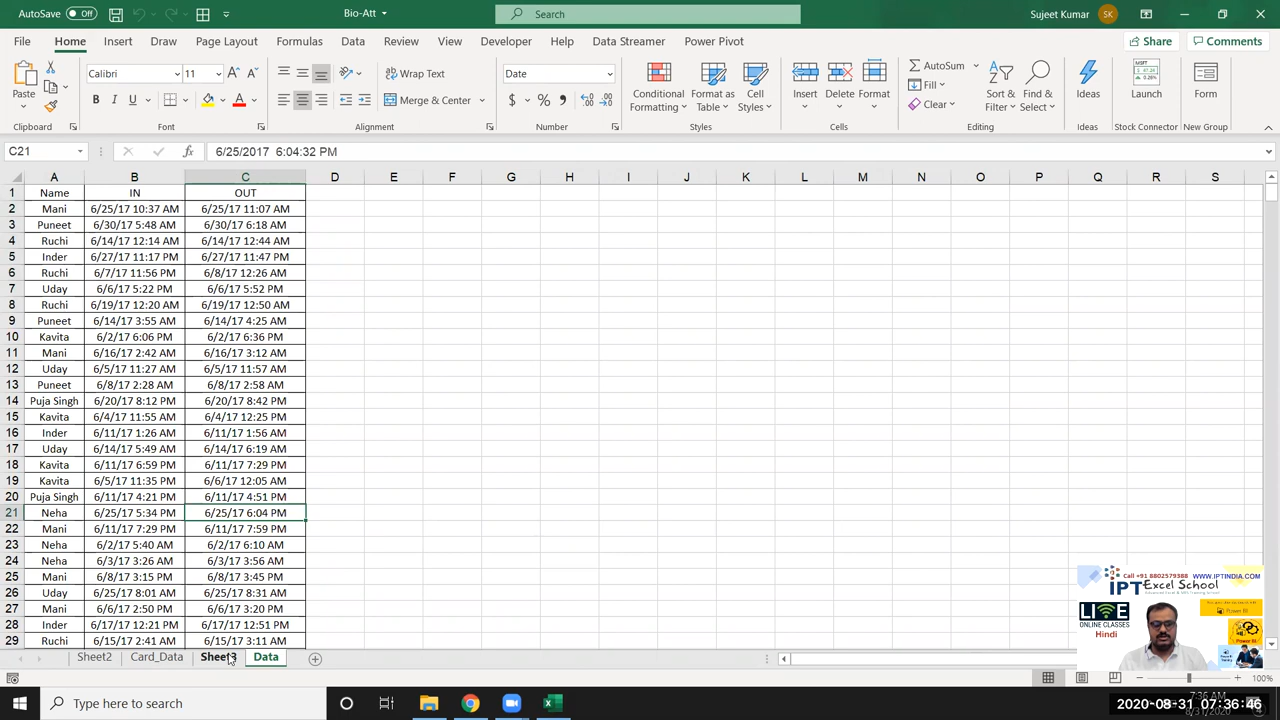 AutoSave Off Bio-Att Search Sujeet Kumar SK
File Home Insert Draw Page Layout Formulas Data Review View Developer Help Data Streamer Power Pivot Share Comments
Paste Calibri 11 A A Wrap Text Date Conditional Formatting Format as Table Cell Styles Insert Delete Format AutoSum Fill Clear Sort & Filter Find & Select Ideas Launch Form
B I U A Merge & Center $ % ,
Clipboard Font Alignment Number Styles Cells Editing Ideas Stock Connector New Group
C21 fx 6/25/2017 6:04:32 PM
A B C D E F G H I J K L M N O P Q R S
1 Name IN OUT
2 Mani 6/25/17 10:37 AM 6/25/17 11:07 AM
3 Puneet 6/30/17 5:48 AM 6/30/17 6:18 AM
4 Ruchi 6/14/17 12:14 AM 6/14/17 12:44 AM
5 Inder 6/27/17 11:17 PM 6/27/17 11:47 PM
6 Ruchi 6/7/17 11:56 PM 6/8/17 12:26 AM
7 Uday 6/6/17 5:22 PM 6/6/17 5:52 PM
8 Ruchi 6/19/17 12:20 AM 6/19/17 12:50 AM
9 Puneet 6/14/17 3:55 AM 6/14/17 4:25 AM
10 Kavita 6/2/17 6:06 PM 6/2/17 6:36 PM
11 Mani 6/16/17 2:42 AM 6/16/17 3:12 AM
12 Uday 6/5/17 11:27 AM 6/5/17 11:57 AM
13 Puneet 6/8/17 2:28 AM 6/8/17 2:58 AM
14 Puja Singh 6/20/17 8:12 PM 6/20/17 8:42 PM
15 Kavita 6/4/17 11:55 AM 6/4/17 12:25 PM
16 Inder 6/11/17 1:26 AM 6/11/17 1:56 AM
17 Uday 6/14/17 5:49 AM 6/14/17 6:19 AM
18 Kavita 6/11/17 6:59 PM 6/11/17 7:29 PM
19 Kavita 6/5/17 11:35 PM 6/6/17 12:05 AM
20 Puja Singh 6/11/17 4:21 PM 6/11/17 4:51 PM
21 Neha 6/25/17 5:34 PM 6/25/17 6:04 PM
22 Mani 6/11/17 7:29 PM 6/11/17 7:59 PM
23 Neha 6/2/17 5:40 AM 6/2/17 6:10 AM
24 Neha 6/3/17 3:26 AM 6/3/17 3:56 AM
25 Mani 6/8/17 3:15 PM 6/8/17 3:45 PM
26 Uday 6/25/17 8:01 AM 6/25/17 8:31 AM
27 Mani 6/6/17 2:50 PM 6/6/17 3:20 PM
28 Inder 6/17/17 12:21 PM 6/17/17 12:51 PM
29 Ruchi 6/15/17 2:41 AM 6/15/17 3:11 AM
Call +91 8802579388 WWW.IPTINDIA.COM
IPT Excel School
LIVE
ONLINE CLASSES
Hindi
Power BI
Sheet2 Card_Data Sheet3 Data
100%
Type here to search
7:36 AM
8/31/2020
2020-08-31 07:36:46